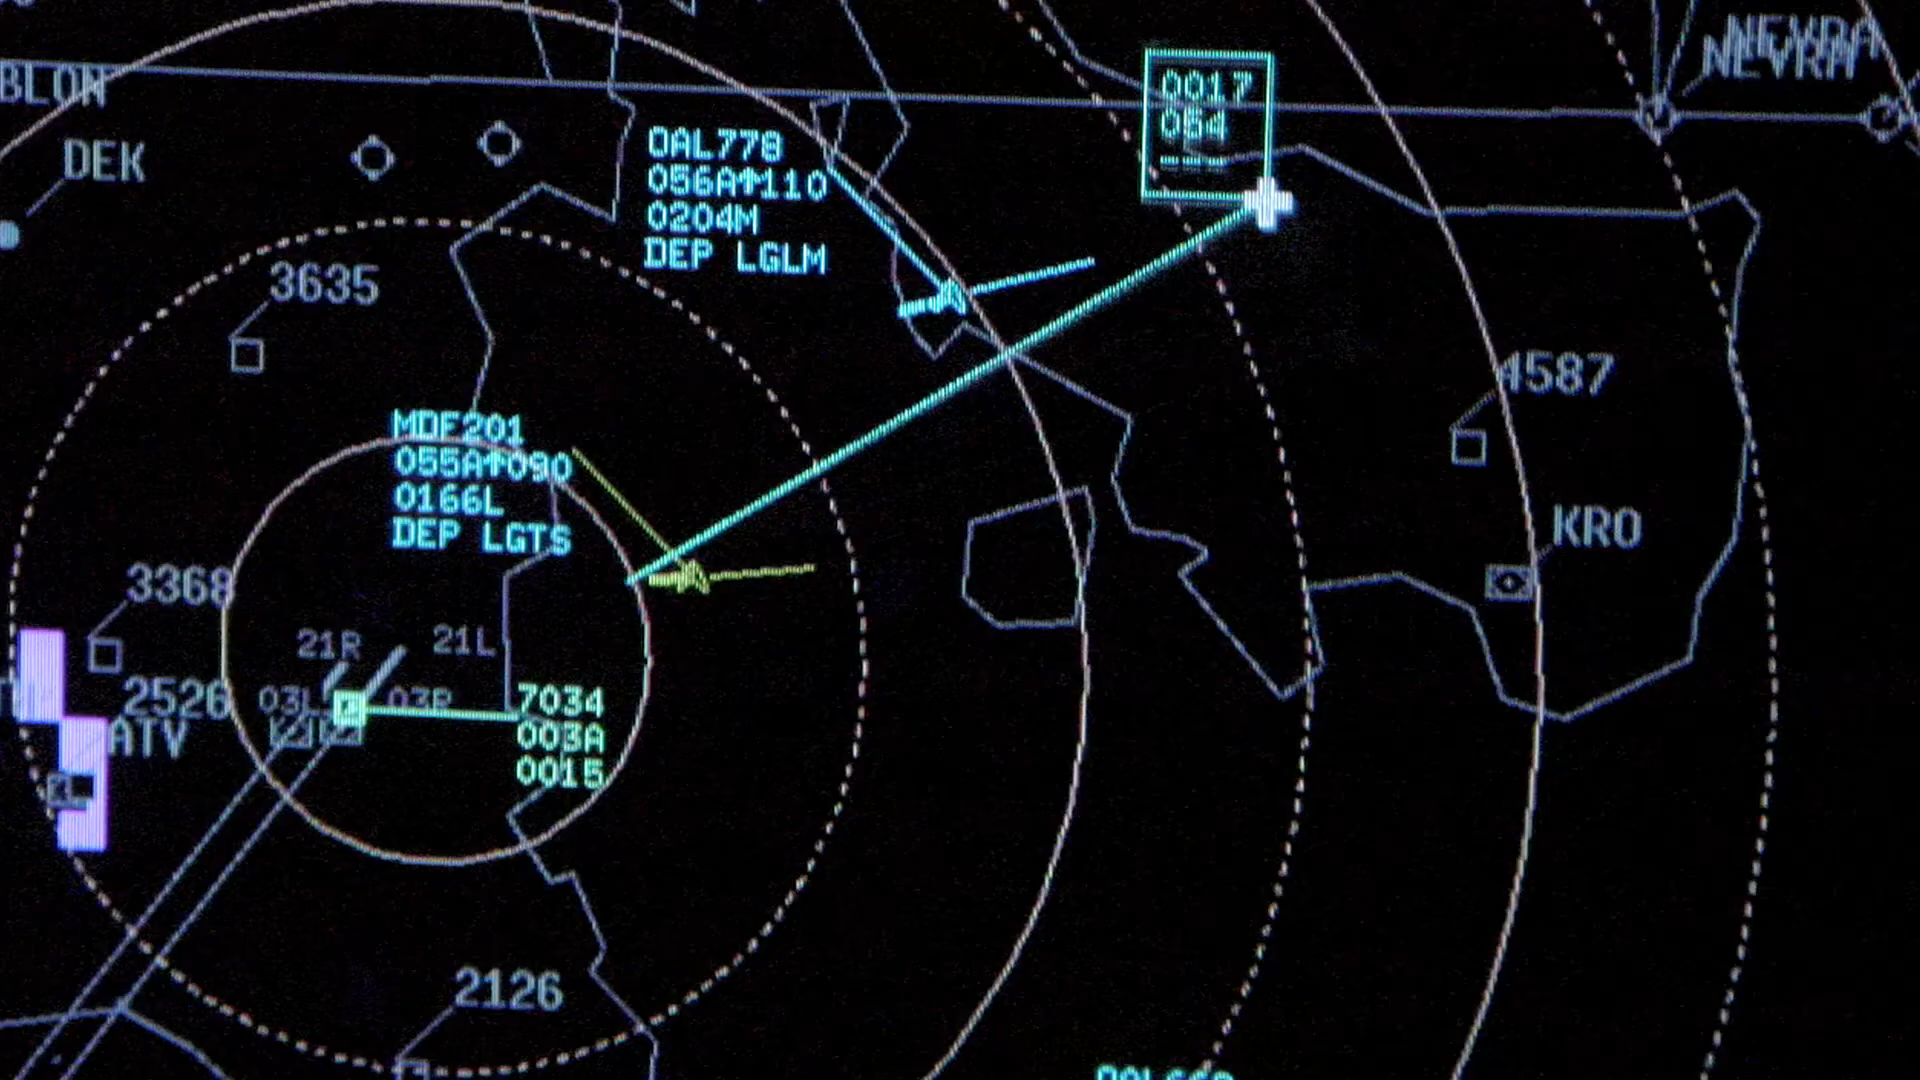 BLON
DEK
3635
OAL778
056A↑110
0204M
DEP LGLM
0017
054
4587
KRO
MDF201
055A↑090
0166L
DEP LGTS
3368
21R
21L
2526
ATV
03L
03R
7034
003A
0015
2126